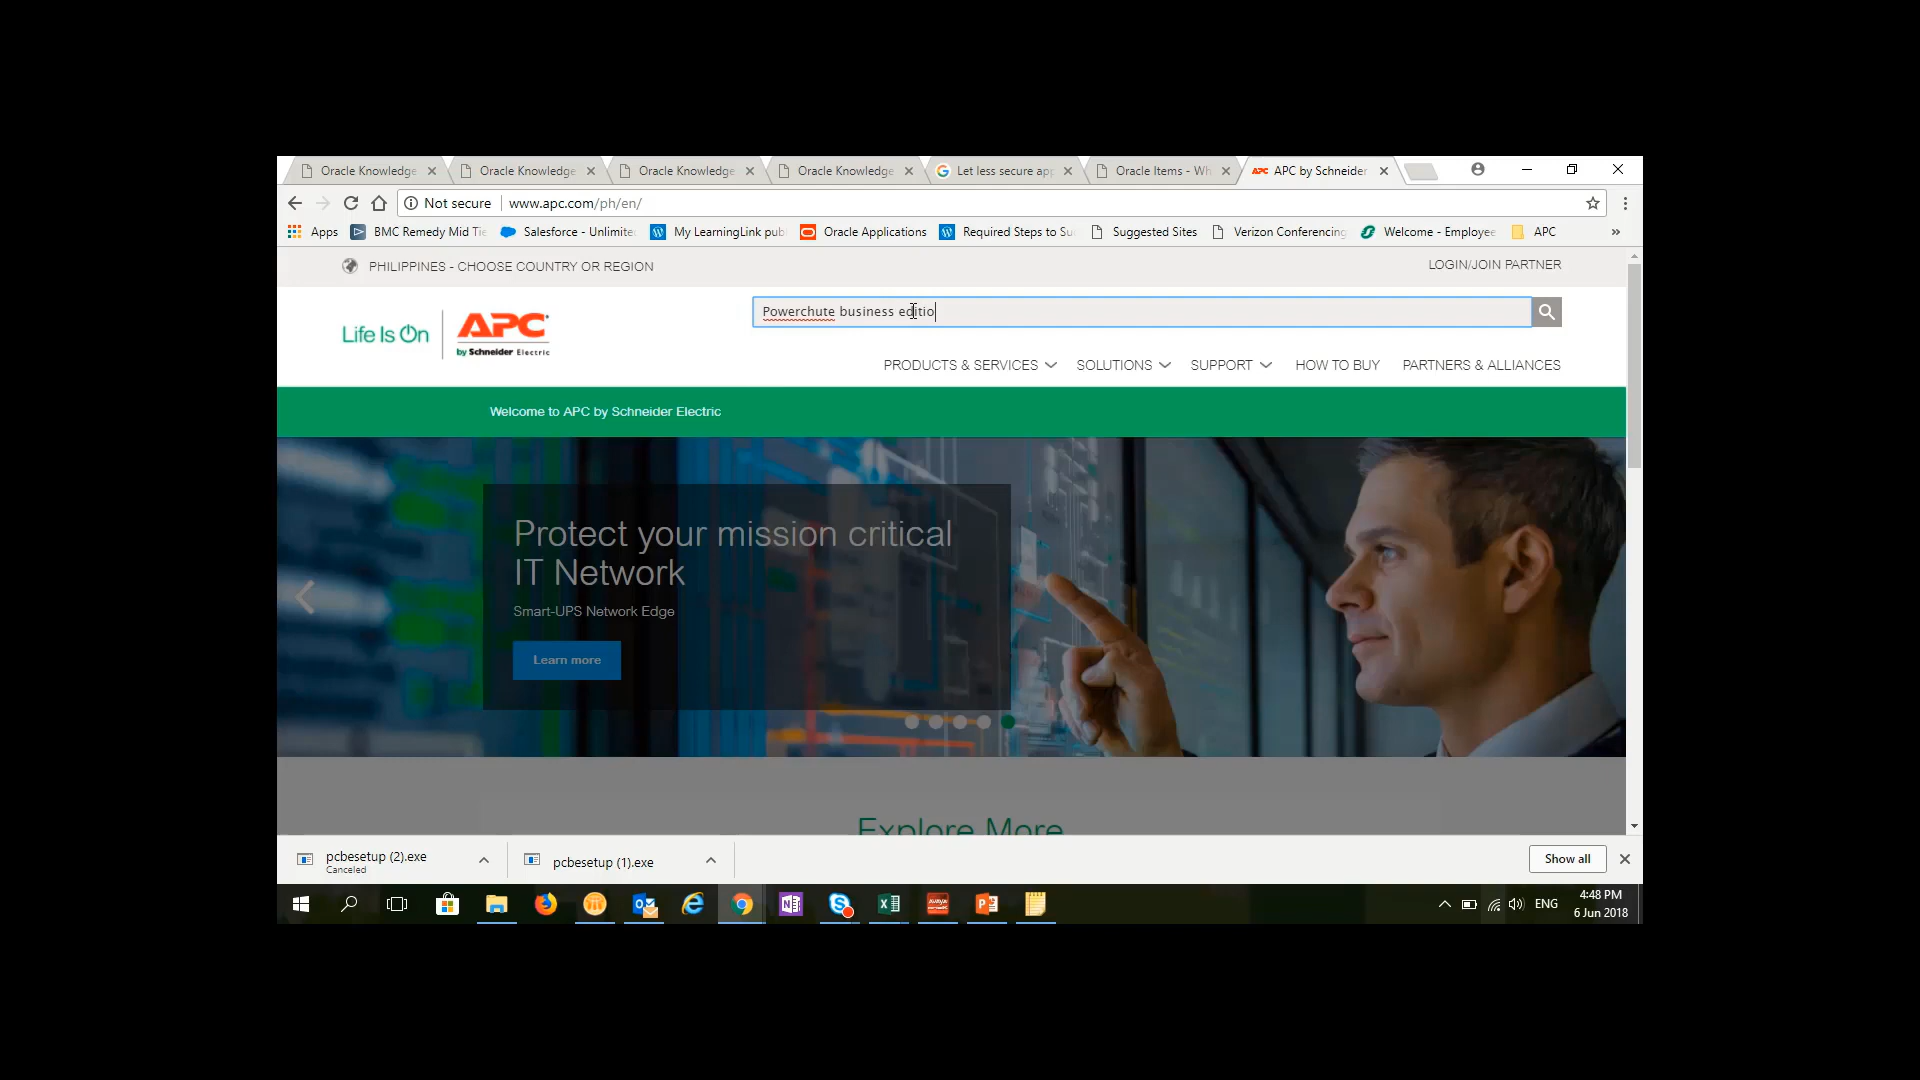 Oracle Knowledge
Oracle Knowledge
Oracle Knowledge
Oracle Knowledge
Let less secure app
Oracle Items - Wh
APC by Schneider
Not secure
www.apc.com/ph/en/
Apps
BMC Remedy Mid Tie
Salesforce - Unlimite
My LearningLink pub
Oracle Applications
Required Steps to Su
Suggested Sites
Verizon Conferencing
Welcome - Employee
APC
PHILIPPINES - CHOOSE COUNTRY OR REGION
LOGIN/JOIN PARTNER
Powerchute business editio
Life Is On
APC
by Schneider Electric
PRODUCTS & SERVICES
SOLUTIONS
SUPPORT
HOW TO BUY
PARTNERS & ALLIANCES
Welcome to APC by Schneider Electric
Protect your mission critical
IT Network
Smart-UPS Network Edge
Learn more
Explore More
pcbesetup (2).exe
Canceled
pcbesetup (1).exe
Show all
ENG
4:48 PM
6 Jun 2018